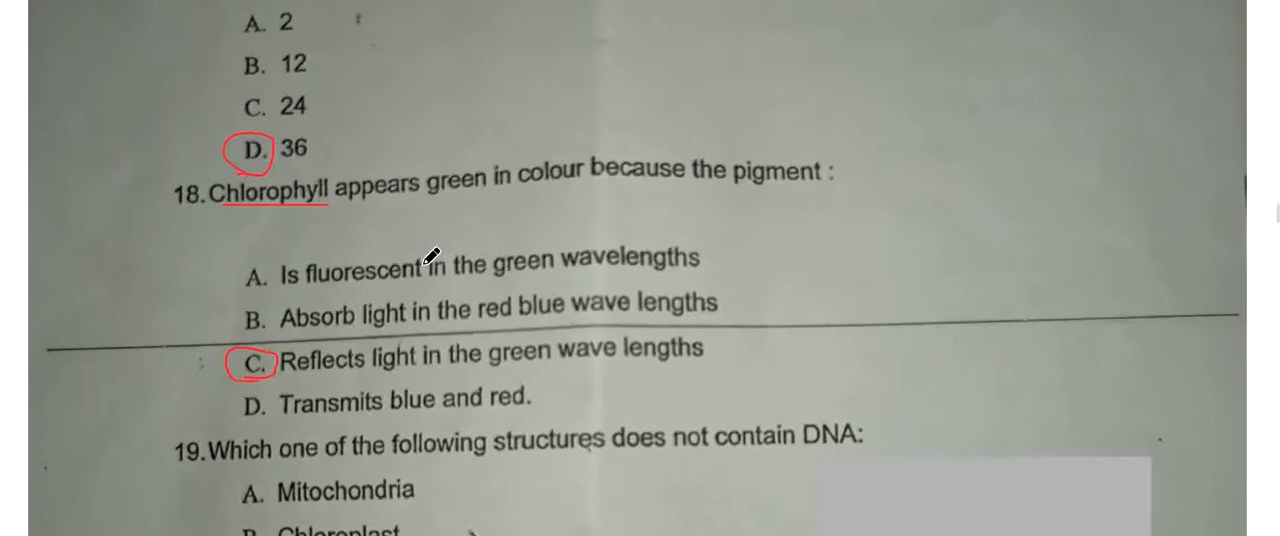 A. 2
B. 12
C. 24
D. 36
18. Chlorophyll appears green in colour because the pigment :
A. Is fluorescent in the green wavelengths
B. Absorb light in the red blue wave lengths
C. Reflects light in the green wave lengths
D. Transmits blue and red.
19. Which one of the following structures does not contain DNA:
A. Mitochondria
B. Chloroplast